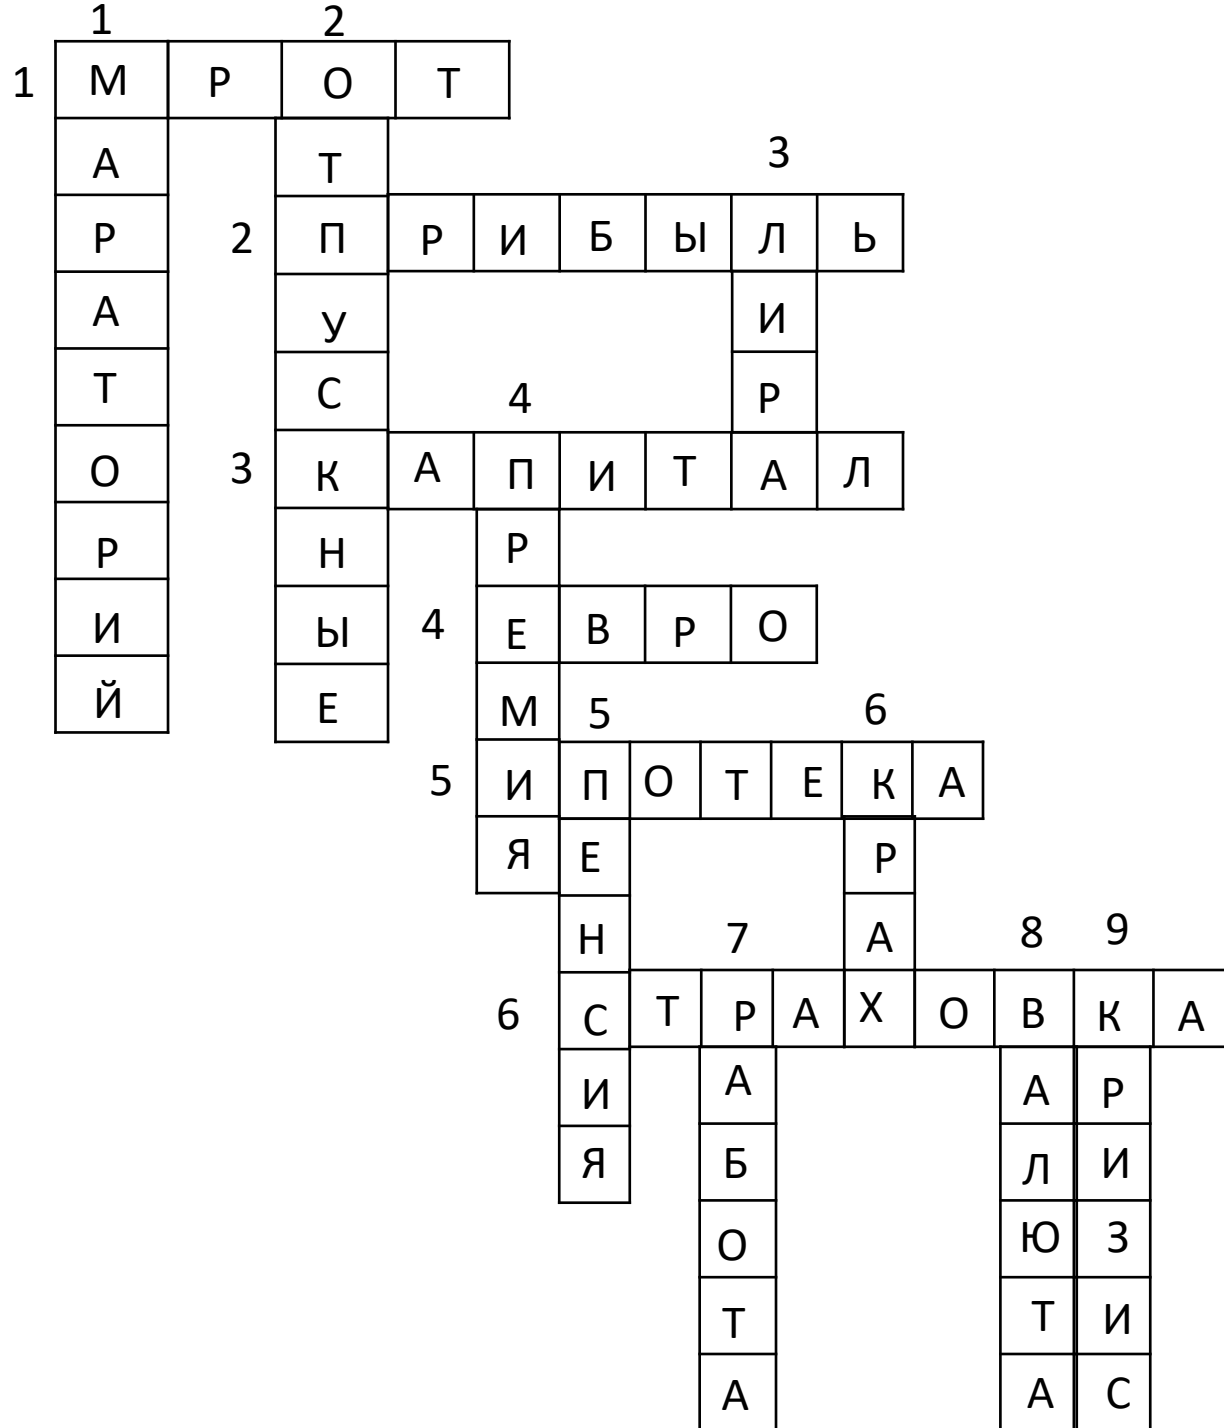 1 2
1 М Р О Т
А Т 3
Р 2 П Р И Б Ы Л Ь
А У И
Т С 4 Р
О 3 К А П И Т А Л
Р Н Р
И Ы 4 Е В Р О
Й Е М 5 6
5 И П О Т Е К А
Я Е Р
Н 7 А 8 9
6 С Т Р А Х О В К А
И А А Р
Я Б Л И
О Ю З
Т Т И
А А С